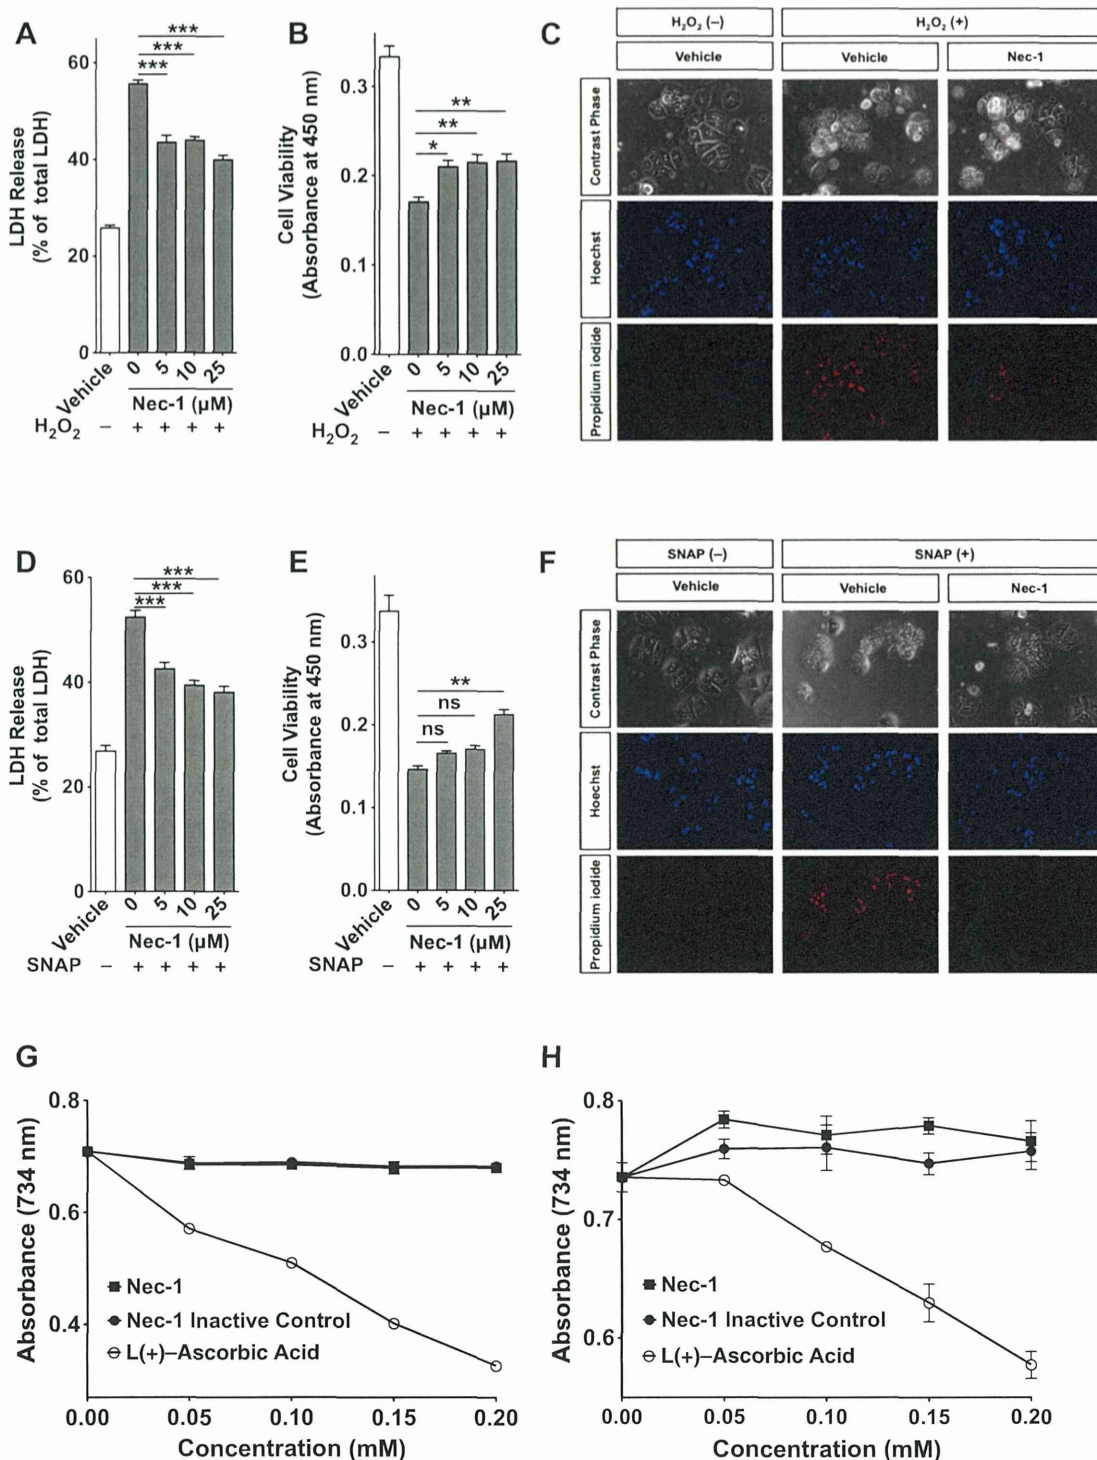 A
LDH Release
(% of total LDH)
60
40
20
0
***
***
***
Vehicle
0
5
10
25
Nec-1 (µM)
H₂O₂
– + + + +
B
Cell Viability
(Absorbance at 450 nm)
0.3
0.2
0.1
0.0
**
**
*
Vehicle
0
5
10
25
Nec-1 (µM)
H₂O₂
– + + + +
C
H₂O₂ (–)
H₂O₂ (+)
Vehicle
Vehicle
Nec-1
Contrast Phase
Hoechst
Propidium iodide
D
LDH Release
(% of total LDH)
60
40
20
0
***
***
***
Vehicle
0
5
10
25
Nec-1 (µM)
SNAP
– + + + +
E
Cell Viability
(Absorbance at 450 nm)
0.3
0.2
0.1
0.0
**
ns
ns
Vehicle
0
5
10
25
Nec-1 (µM)
SNAP
– + + + +
F
SNAP (–)
SNAP (+)
Vehicle
Vehicle
Nec-1
Contrast Phase
Hoechst
Propidium iodide
G
Absorbance (734 nm)
0.8
0.6
0.4
Nec-1
Nec-1 Inactive Control
L(+)–Ascorbic Acid
0.00 0.05 0.10 0.15 0.20
Concentration (mM)
H
Absorbance (734 nm)
0.8
0.7
0.6
Nec-1
Nec-1 Inactive Control
L(+)–Ascorbic Acid
0.00 0.05 0.10 0.15 0.20
Concentration (mM)